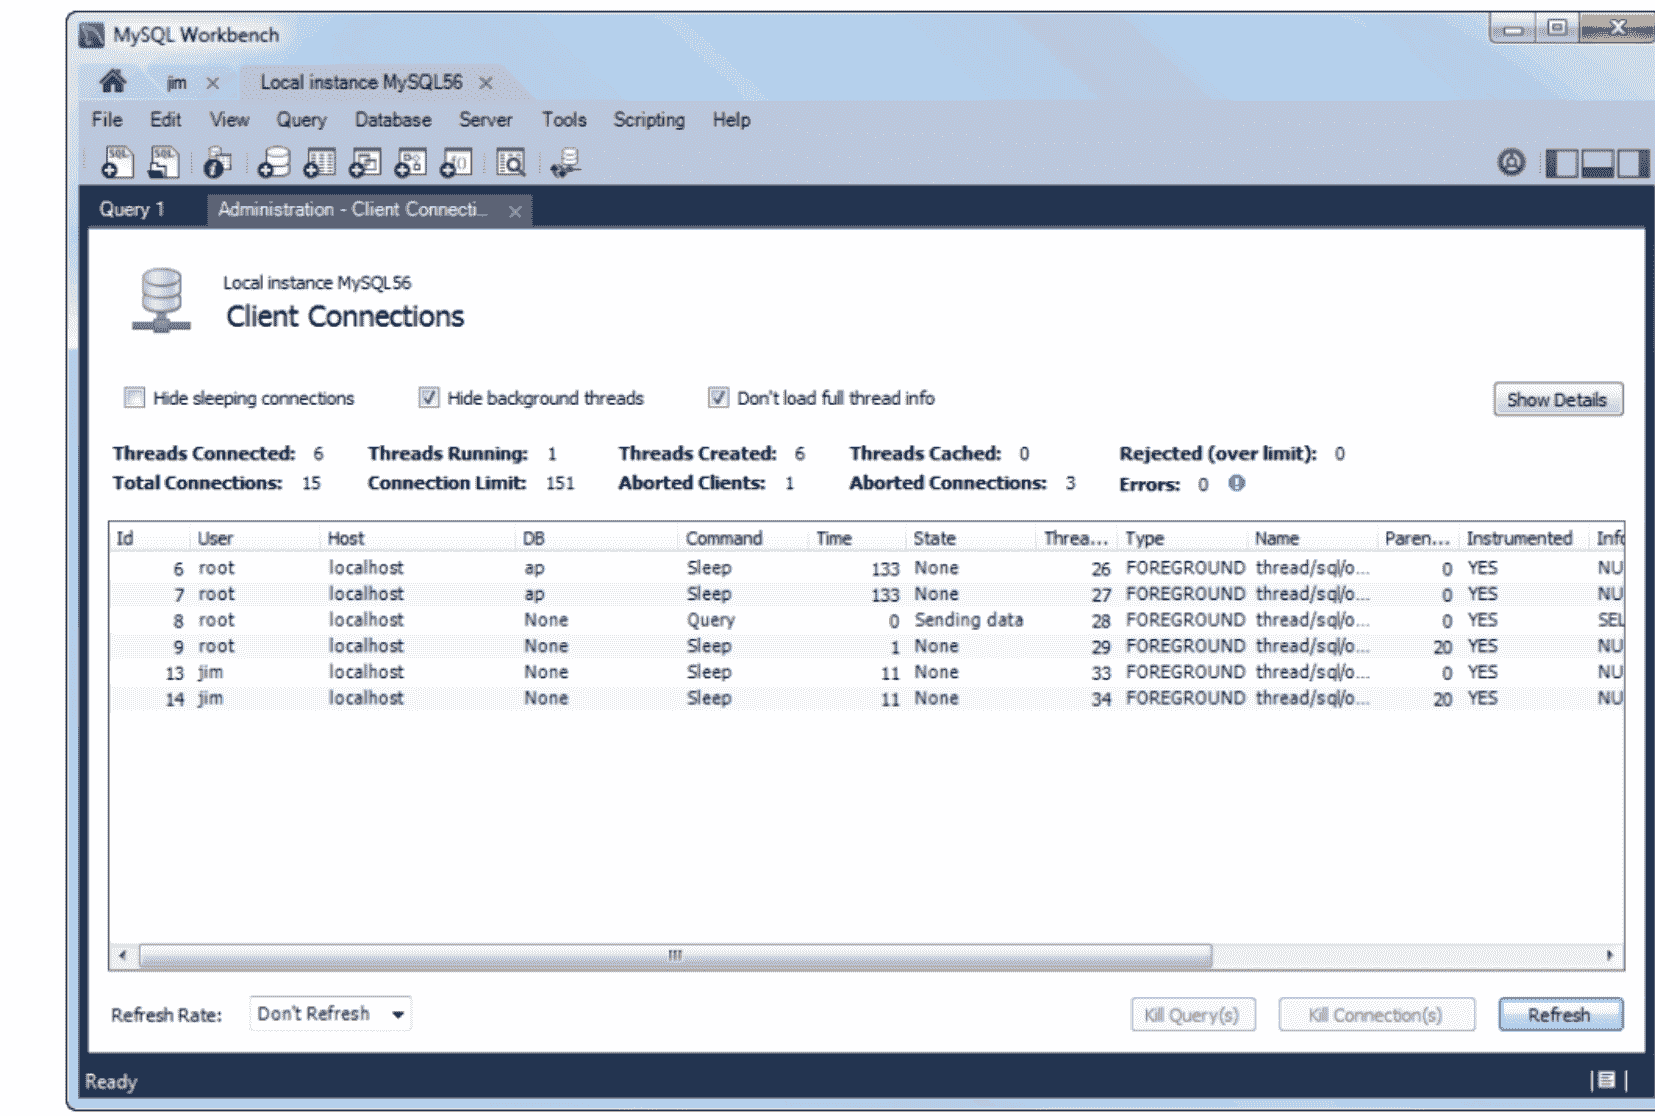 MySQL Workbench
jim Local instance MySQL56
File Edit View Query Database Server Tools Scripting Help
Query 1 Administration - Client Connecti...
Local instance MySQL56
Client Connections
Hide sleeping connections Hide background threads Don't load full thread info Show Details
Threads Connected: 6 Threads Running: 1 Threads Created: 6 Threads Cached: 0 Rejected (over limit): 0
Total Connections: 15 Connection Limit: 151 Aborted Clients: 1 Aborted Connections: 3 Errors: 0
Id User Host DB Command Time State Threa... Type Name Paren... Instrumented Info
6 root localhost ap Sleep 133 None 26 FOREGROUND thread/sql/o... 0 YES NU
7 root localhost ap Sleep 133 None 27 FOREGROUND thread/sql/o... 0 YES NU
8 root localhost None Query 0 Sending data 28 FOREGROUND thread/sql/o... 0 YES SEL
9 root localhost None Sleep 1 None 29 FOREGROUND thread/sql/o... 20 YES NU
13 jim localhost None Sleep 11 None 33 FOREGROUND thread/sql/o... 0 YES NU
14 jim localhost None Sleep 11 None 34 FOREGROUND thread/sql/o... 20 YES NU
Refresh Rate: Don't Refresh Kill Query(s) Kill Connection(s) Refresh
Ready